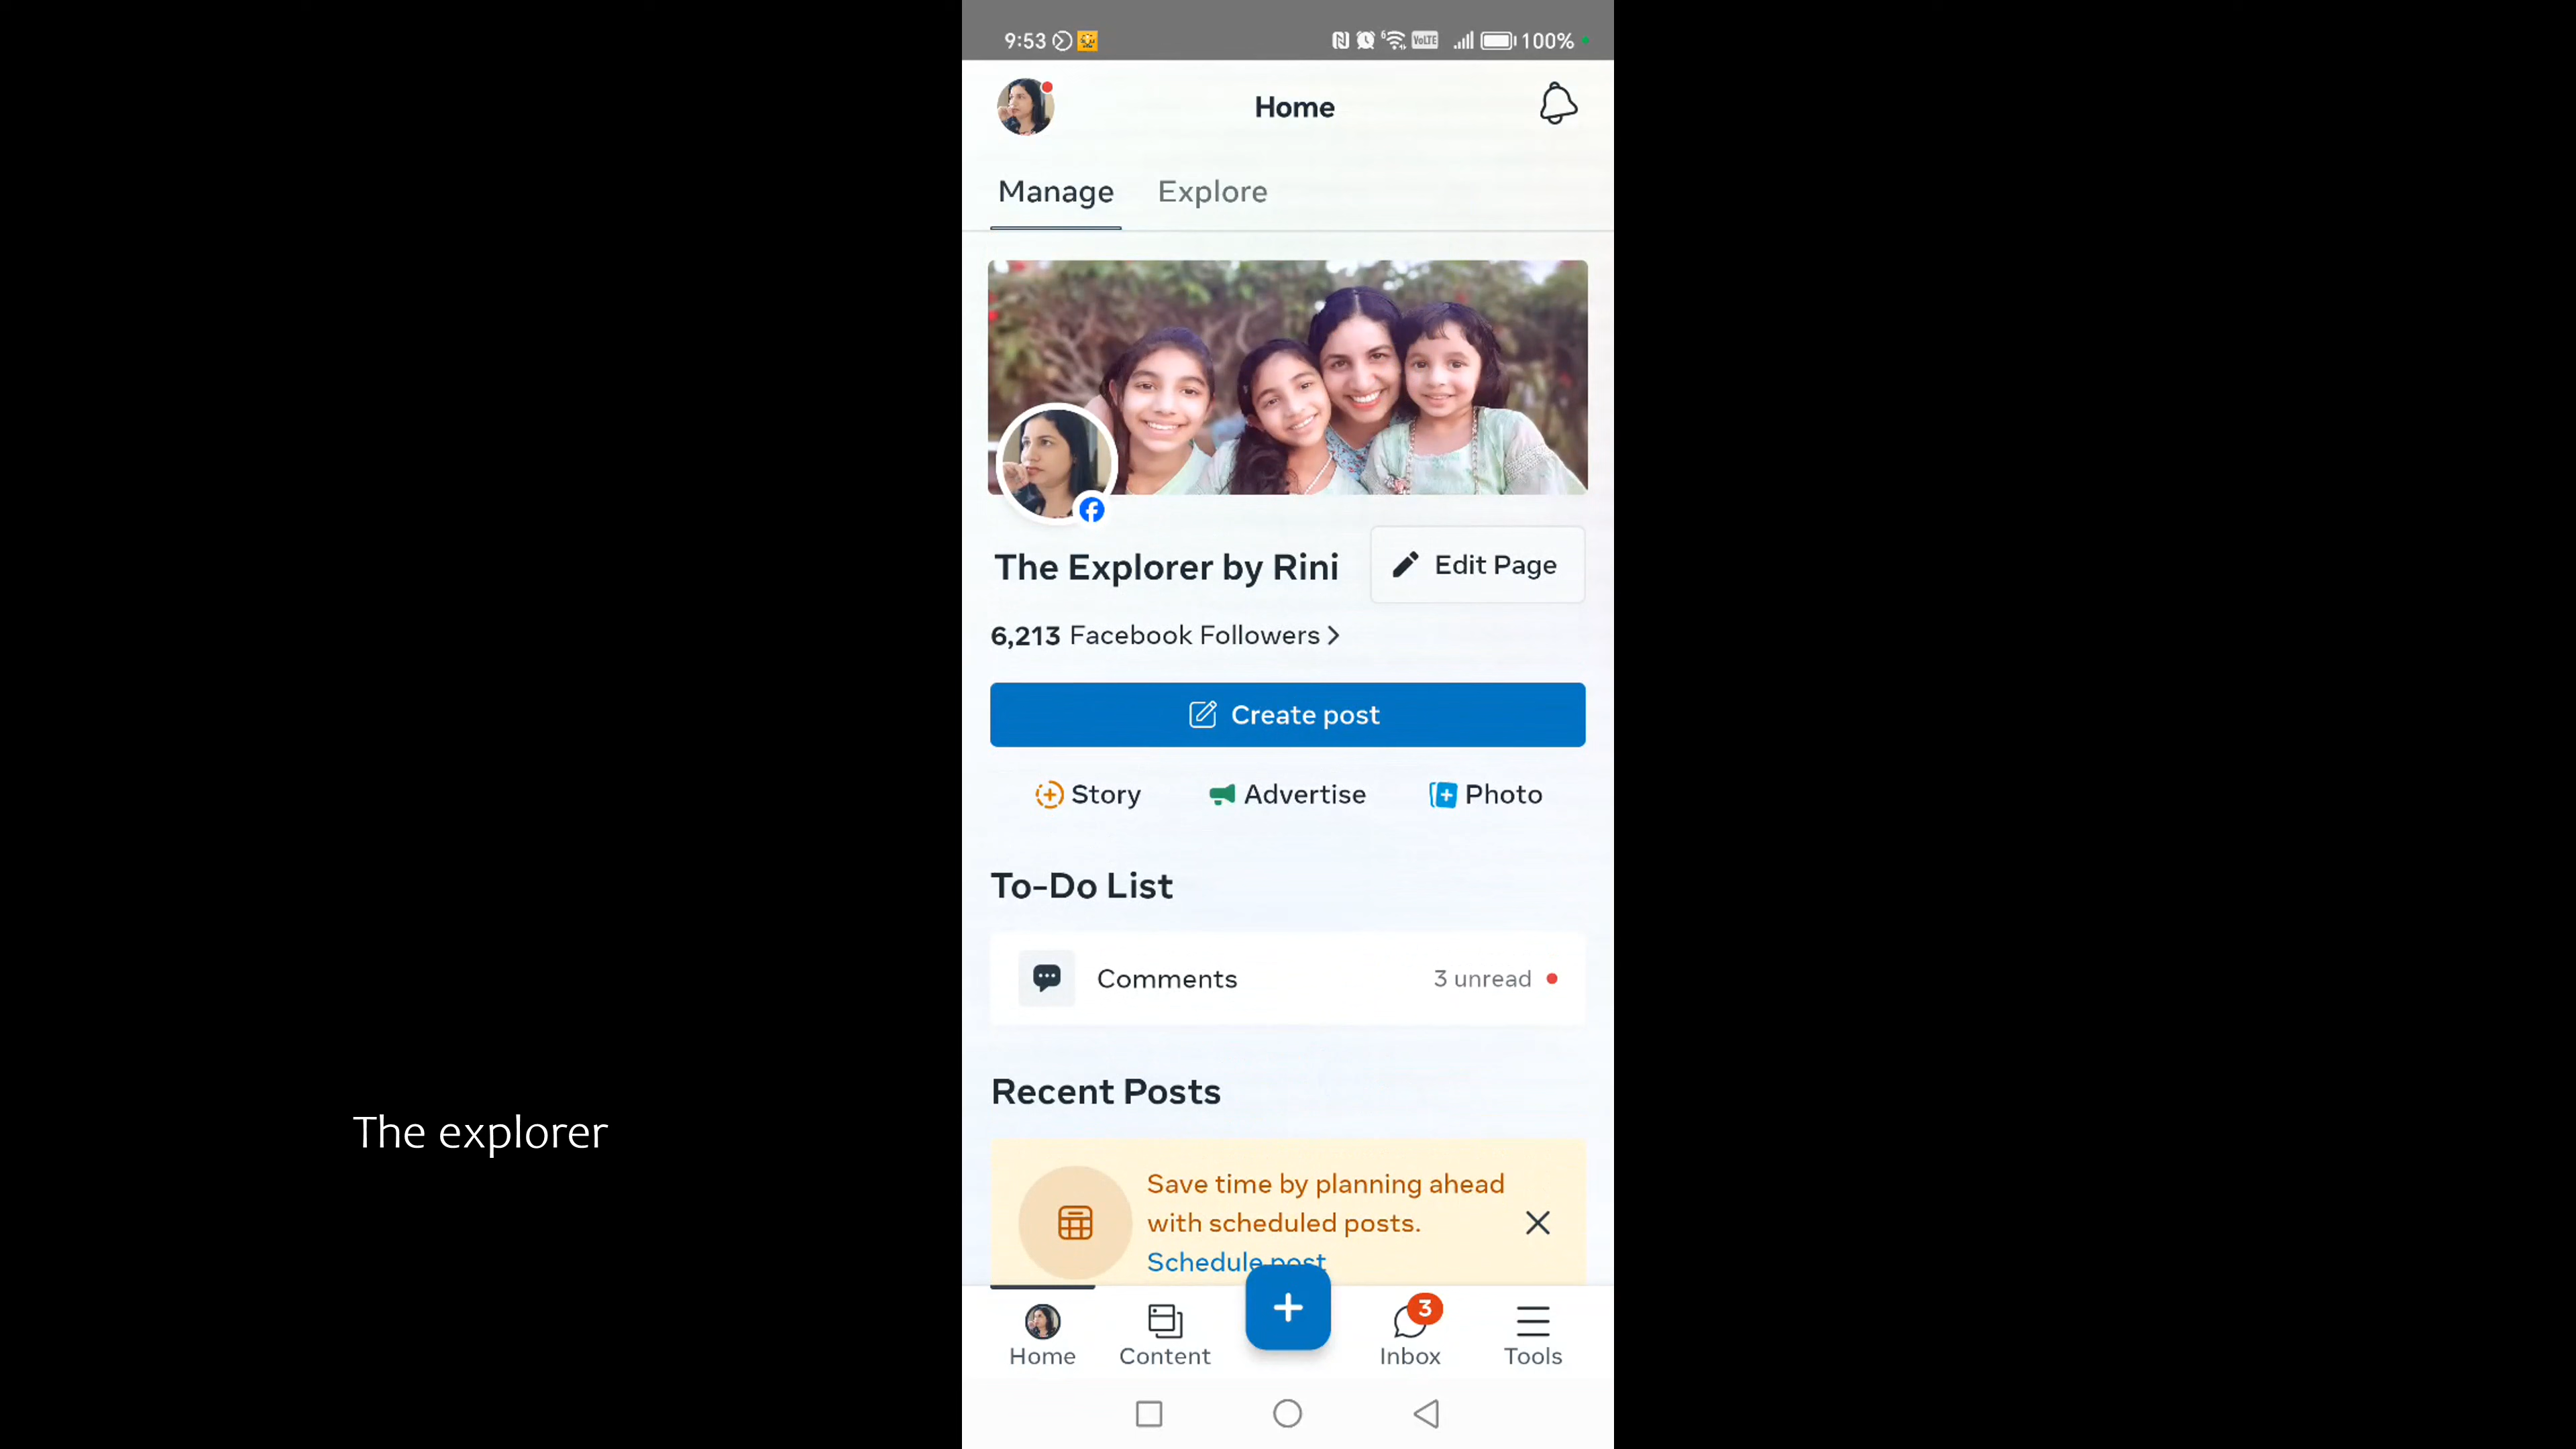 9:53
VoLTE
100%
Home
Manage
Explore
The Explorer by Rini
Edit Page
6,213 Facebook Followers
Create post
Story
Advertise
Photo
To-Do List
Comments
3 unread
Recent Posts
The explorer
Save time by planning ahead
with scheduled posts.
Schedule post
3
Home
Content
Inbox
Tools